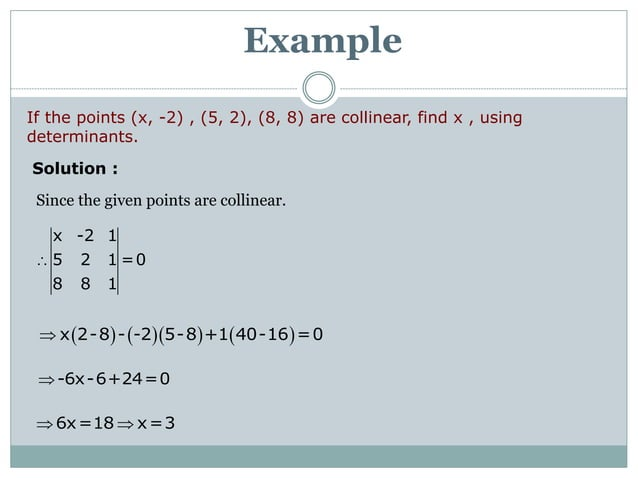 Example
If the points (x, -2) , (5, 2), (8, 8) are collinear, find x , using
determinants.
Solution :
Since the given points are collinear.
x -2 1
∴ 5 2 1 =0
8 8 1
⇒x(2-8)-(-2)(5-8)+1(40-16)=0
⇒-6x-6+24=0
⇒6x=18⇒x=3